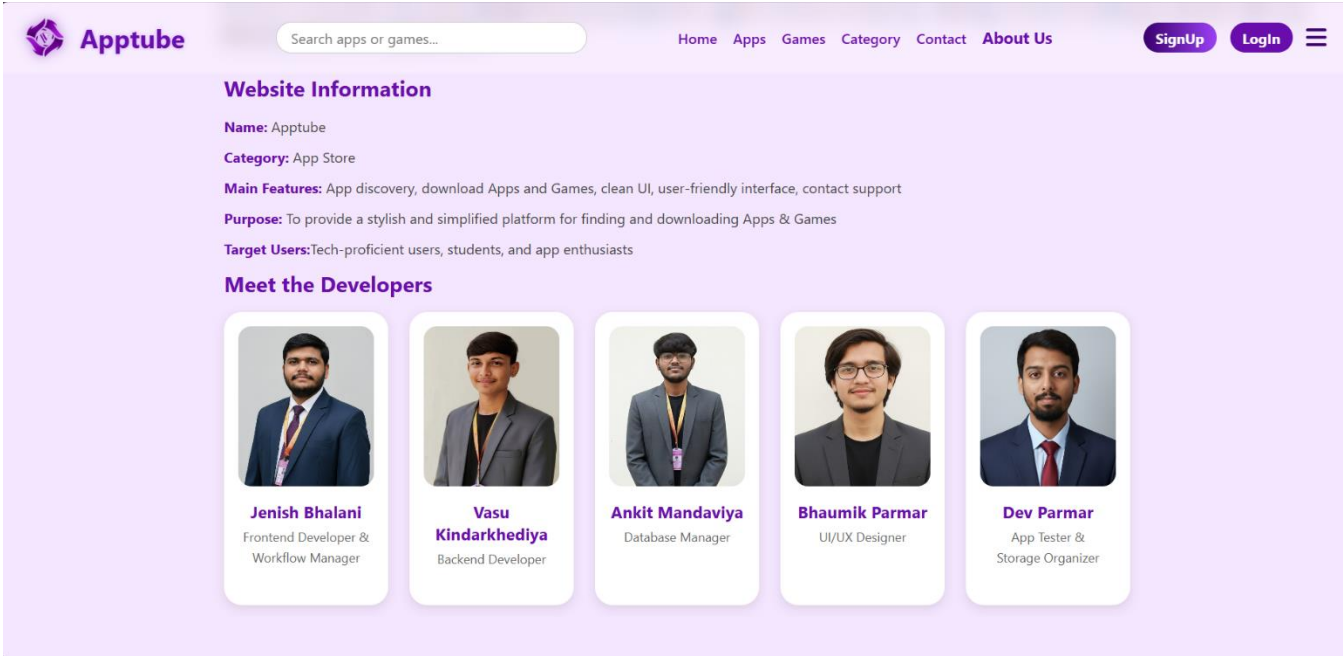 Apptube
Search apps or games...
Home Apps Games Category Contact About Us
SignUp
LogIn
Website Information
Name: Apptube
Category: App Store
Main Features: App discovery, download Apps and Games, clean UI, user-friendly interface, contact support
Purpose: To provide a stylish and simplified platform for finding and downloading Apps & Games
Target Users:Tech-proficient users, students, and app enthusiasts
Meet the Developers
Jenish Bhalani
Frontend Developer &
Workflow Manager
Vasu
Kindarkhediya
Backend Developer
Ankit Mandaviya
Database Manager
Bhaumik Parmar
UI/UX Designer
Dev Parmar
App Tester &
Storage Organizer